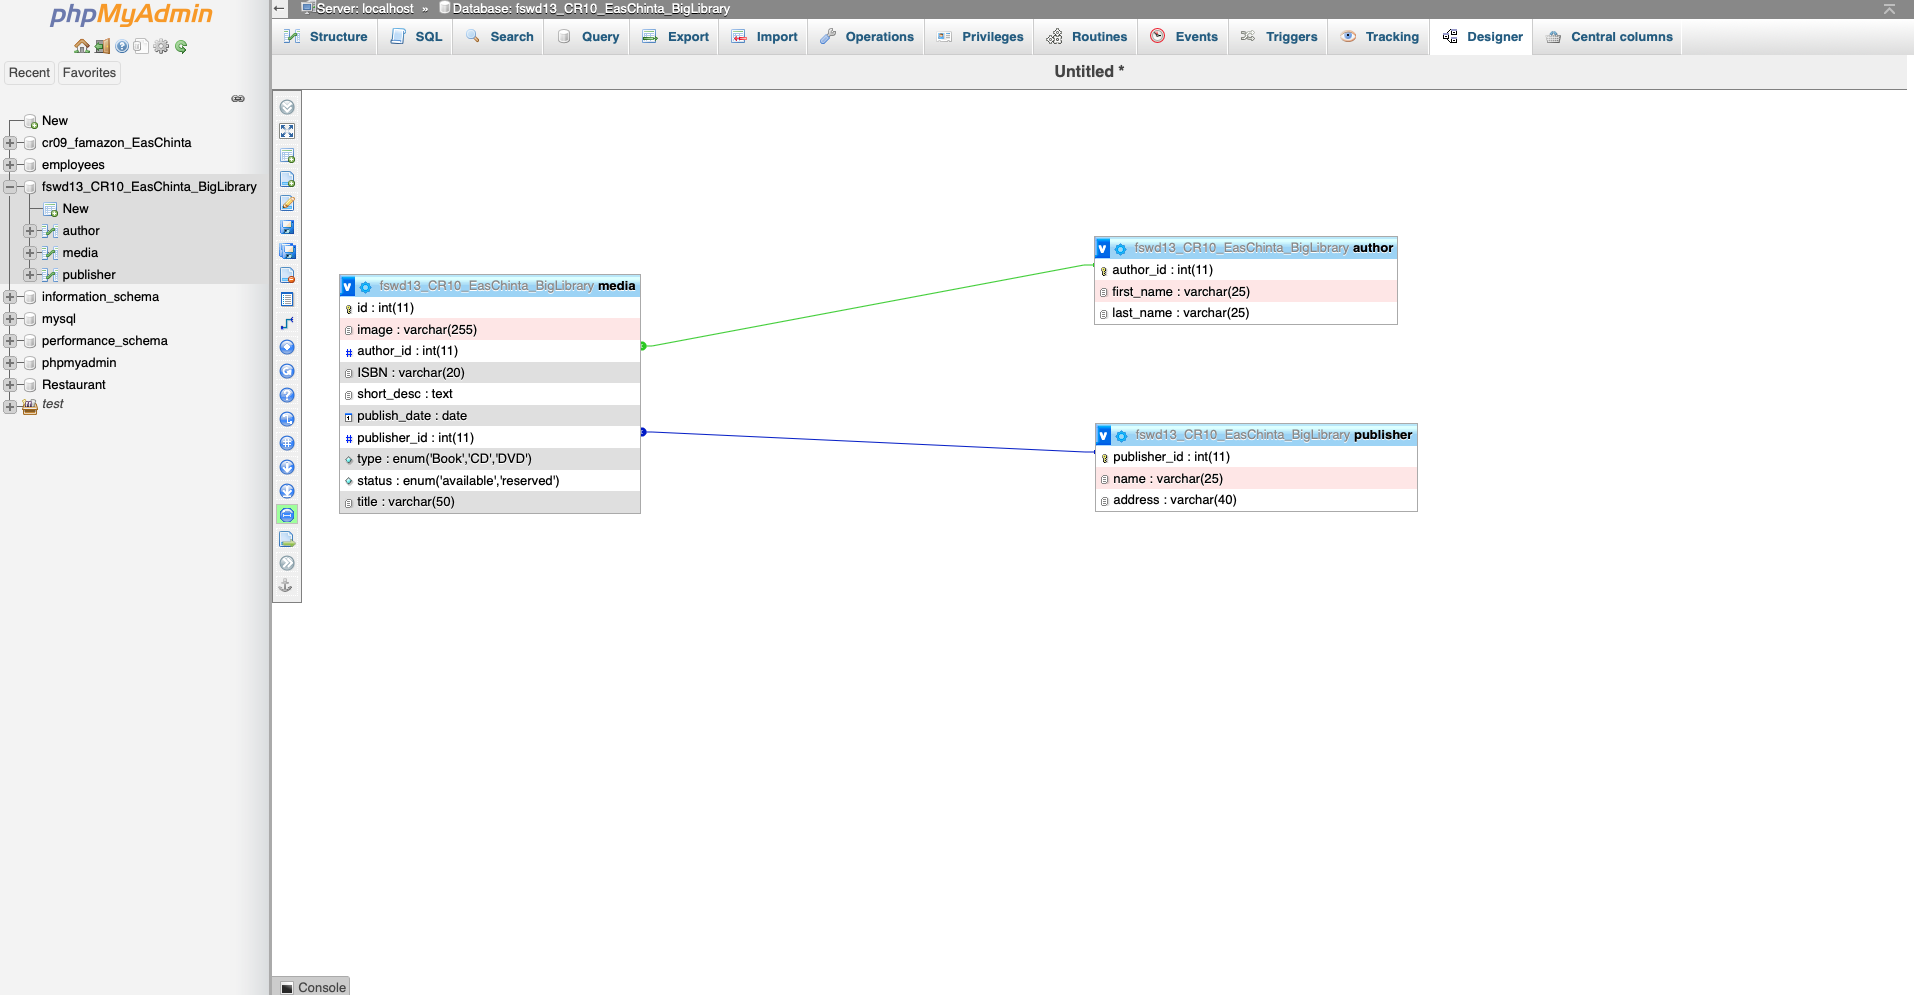 phpMyAdmin
Recent
Favorites
New
cr09_famazon_EasChinta
employees
fswd13_CR10_EasChinta_BigLibrary
New
author
media
publisher
information_schema
mysql
performance_schema
phpmyadmin
Restaurant
test
Server: localhost » Database: fswd13_CR10_EasChinta_BigLibrary
Structure SQL Search Query Export Import Operations Privileges Routines Events Triggers Tracking Designer Central columns
Untitled *
v fswd13_CR10_EasChinta_BigLibrary media
id : int(11)
image : varchar(255)
# author_id : int(11)
ISBN : varchar(20)
short_desc : text
publish_date : date
# publisher_id : int(11)
type : enum('Book','CD','DVD')
status : enum('available','reserved')
title : varchar(50)
v fswd13_CR10_EasChinta_BigLibrary author
author_id : int(11)
first_name : varchar(25)
last_name : varchar(25)
v fswd13_CR10_EasChinta_BigLibrary publisher
publisher_id : int(11)
name : varchar(25)
address : varchar(40)
Console